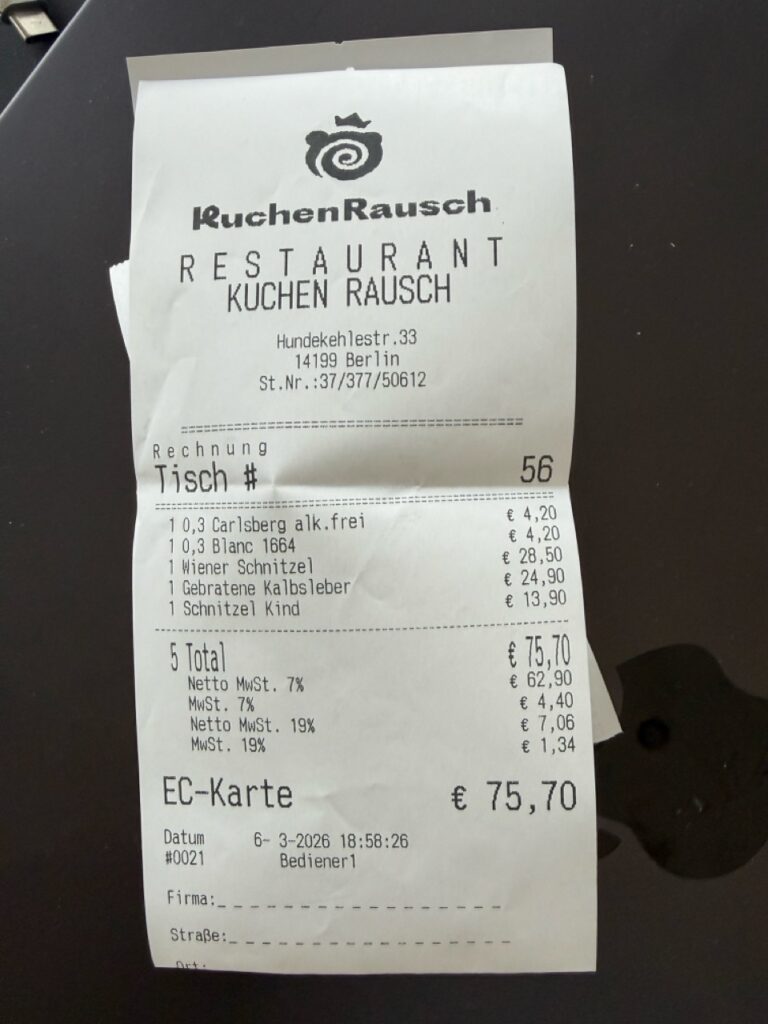 KuchenRausch
RESTAURANT
KUCHEN RAUSCH
Hundekehlestr.33
14199 Berlin
St.Nr.:37/377/50612
Rechnung
Tisch # 56
1 0,3 Carlsberg alk.frei € 4,20
1 0,3 Blanc 1664 € 4,20
1 Wiener Schnitzel € 28,50
1 Gebratene Kalbsleber € 24,90
1 Schnitzel Kind € 13,90
5 Total € 75,70
Netto MwSt. 7% € 62,90
MwSt. 7% € 4,40
Netto MwSt. 19% € 7,06
MwSt. 19% € 1,34
EC-Karte € 75,70
Datum 6- 3-2026 18:58:26
#0021 Bediener1
Firma:
Straße:
Ort: